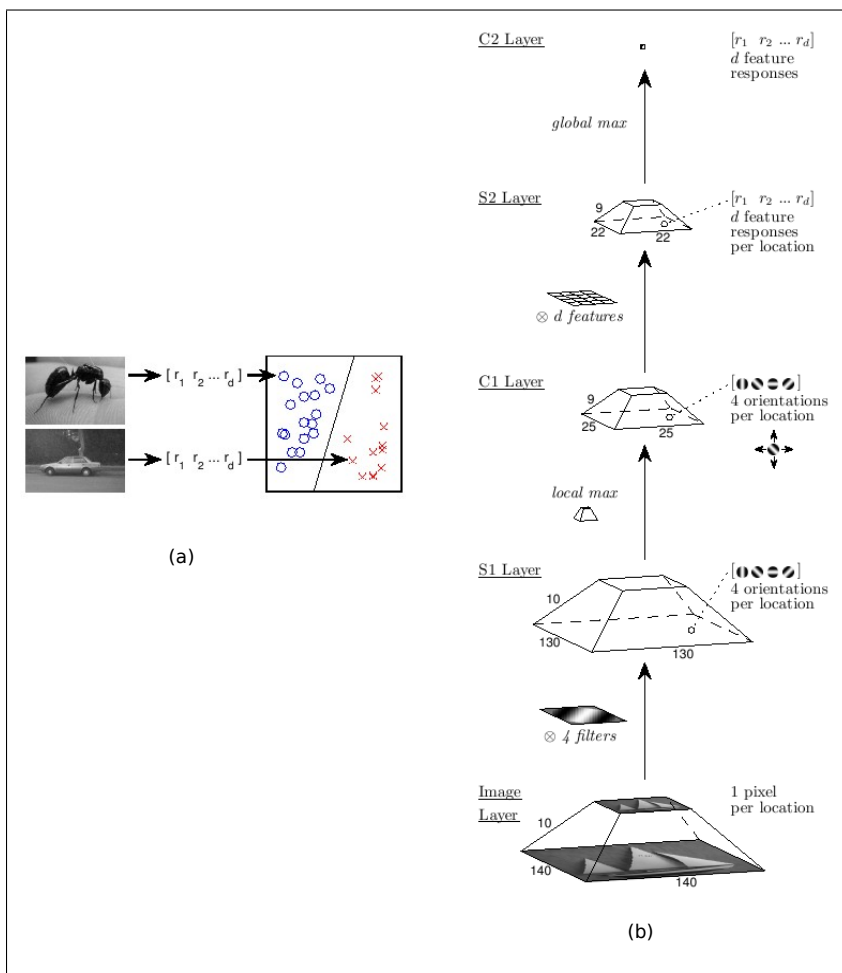 [ r1 r2 ... rd ]
[ r1 r2 ... rd ]
(a)
C2 Layer
[r1 r2 ... rd]
d feature
responses
global max
S2 Layer
[r1 r2 ... rd]
d feature
responses
per location
9
22
22
⊗ d features
C1 Layer
[ ]
4 orientations
per location
9
25
25
local max
S1 Layer
[ ]
4 orientations
per location
10
130
130
⊗ 4 filters
Image
Layer
1 pixel
per location
10
140
140
(b)